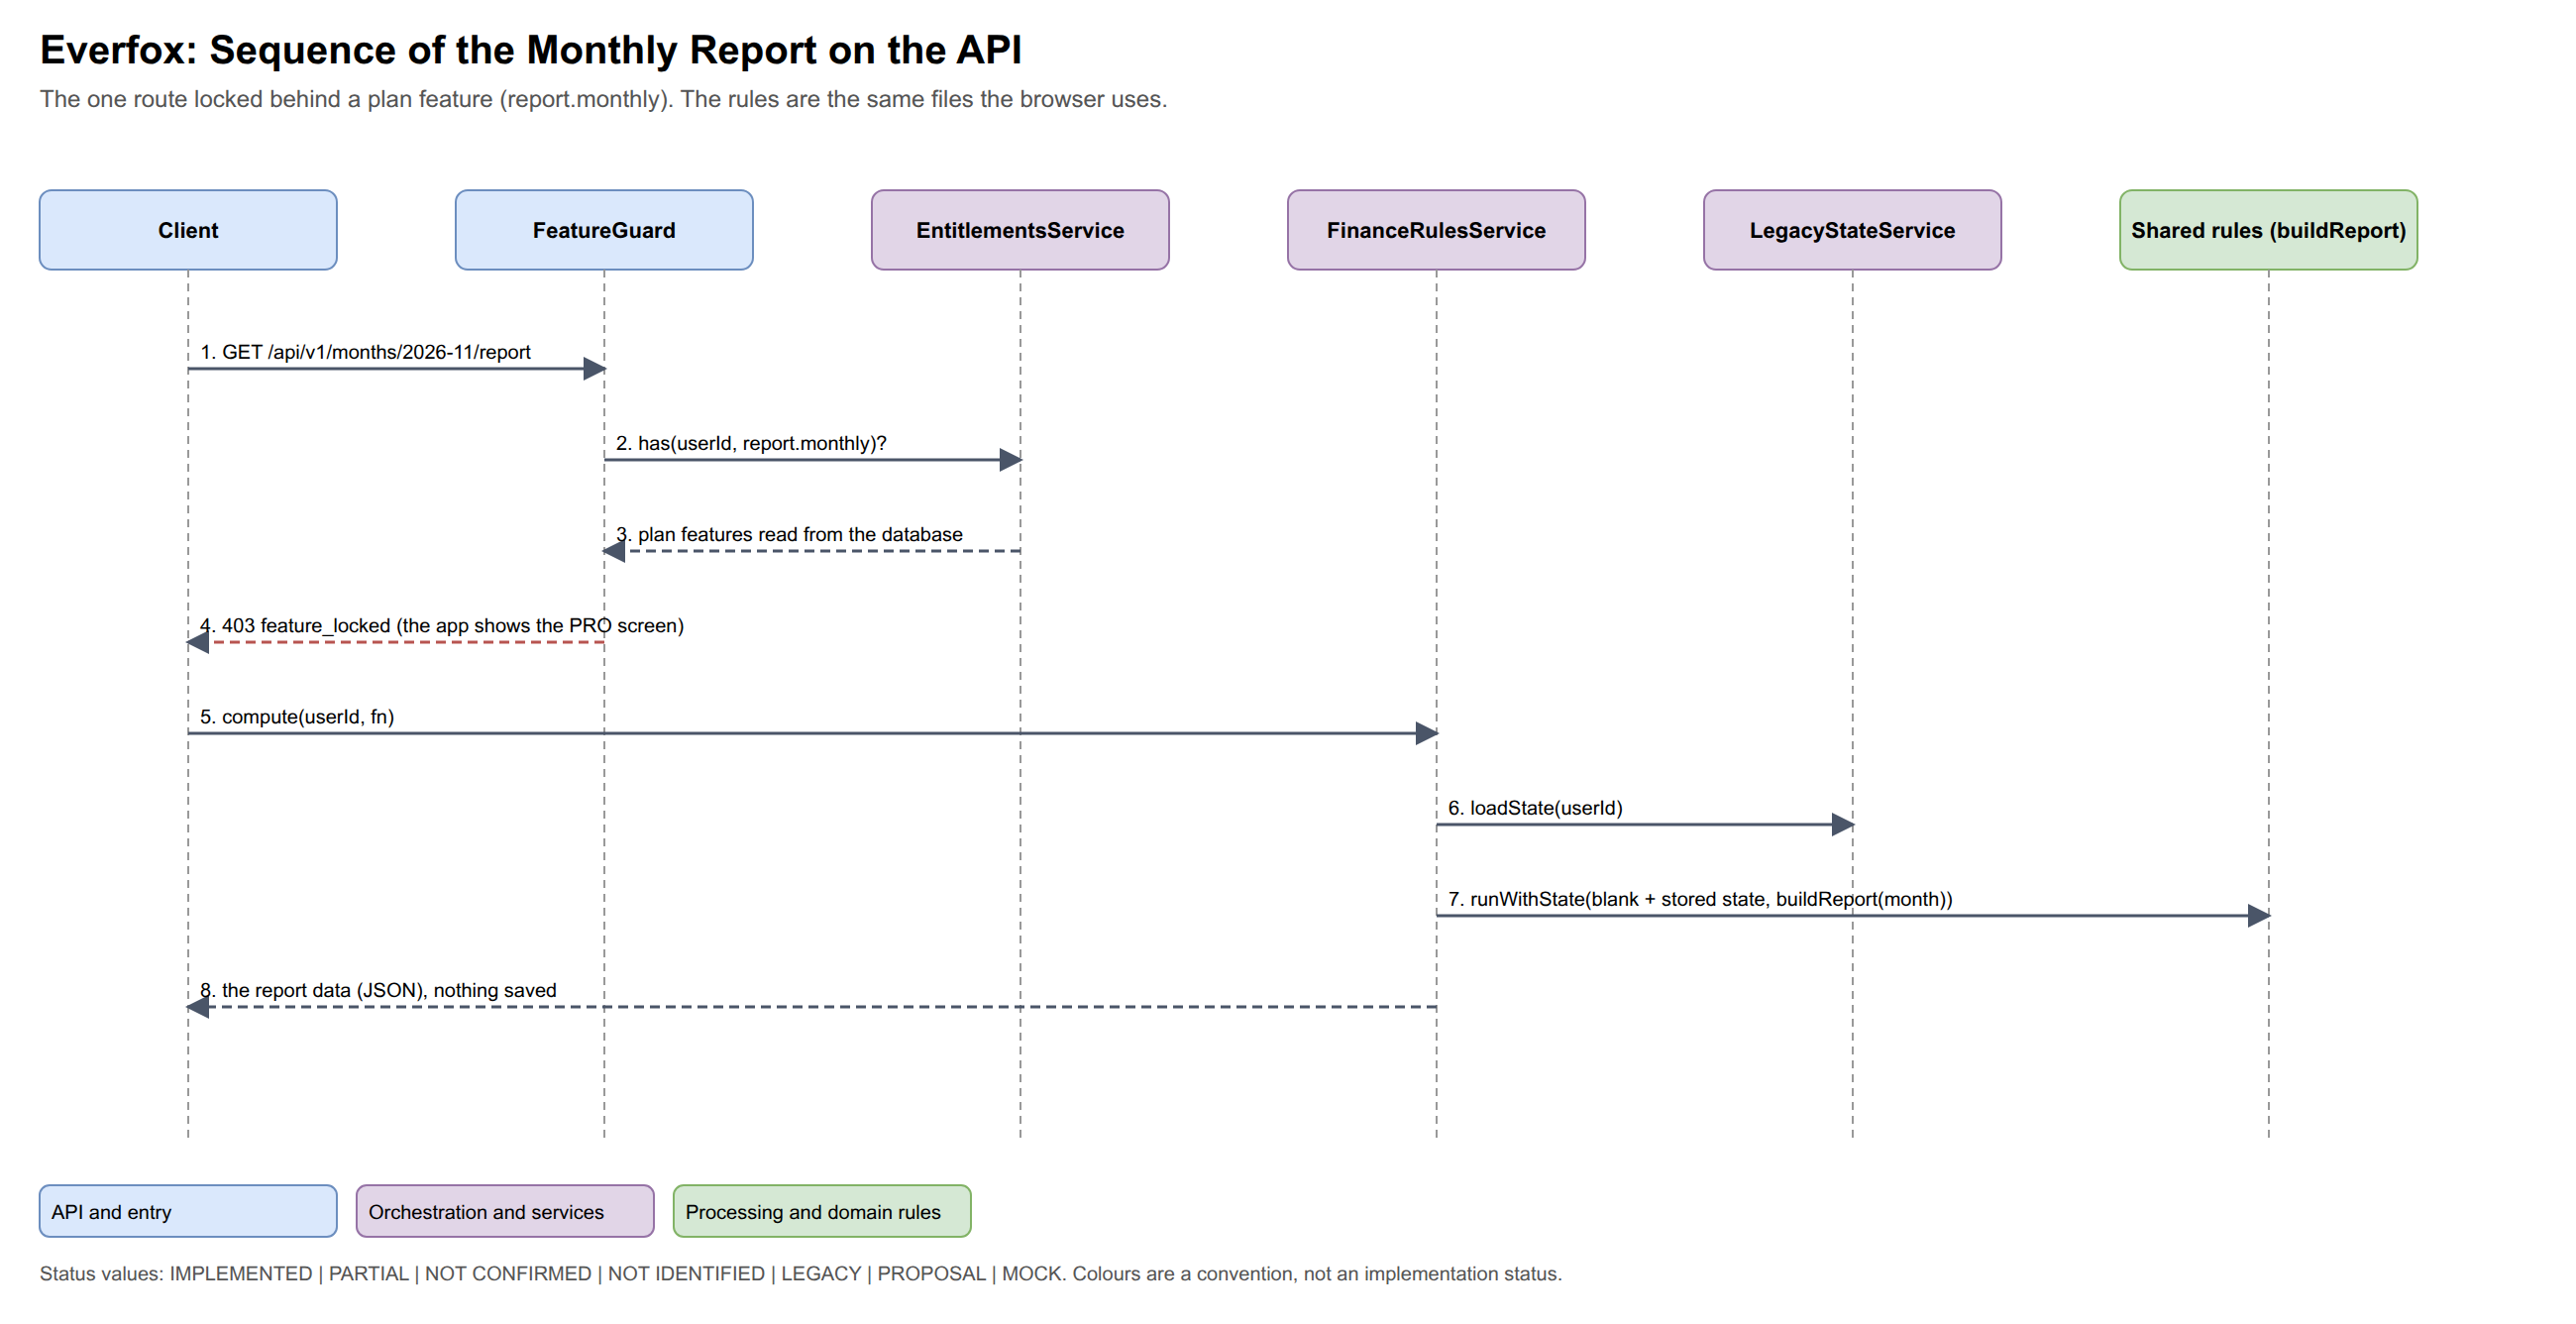 Everfox: Sequence of the Monthly Report on the API
The one route locked behind a plan feature (report.monthly). The rules are the same files the browser uses.
Client
FeatureGuard
EntitlementsService
FinanceRulesService
LegacyStateService
Shared rules (buildReport)
1. GET /api/v1/months/2026-11/report
2. has(userId, report.monthly)?
3. plan features read from the database
4. 403 feature_locked (the app shows the PRO screen)
5. compute(userId, fn)
6. loadState(userId)
7. runWithState(blank + stored state, buildReport(month))
8. the report data (JSON), nothing saved
API and entry
Orchestration and services
Processing and domain rules
Status values: IMPLEMENTED | PARTIAL | NOT CONFIRMED | NOT IDENTIFIED | LEGACY | PROPOSAL | MOCK. Colours are a convention, not an implementation status.